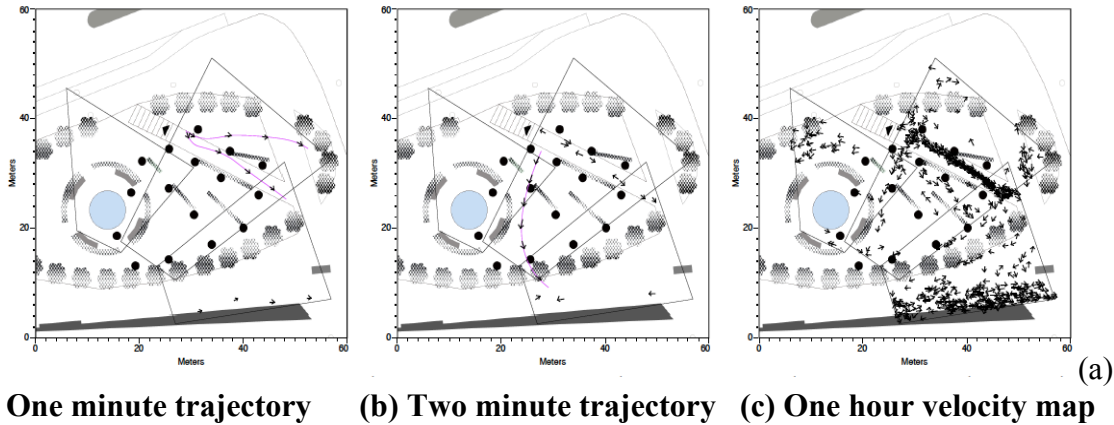 60 60 60
40 40 40
Meters Meters Meters
20 20 20
0 0 0
0 20 40 60 0 20 40 60 0 20 40 60
Meters Meters Meters
(a)
One minute trajectory (b) Two minute trajectory (c) One hour velocity map